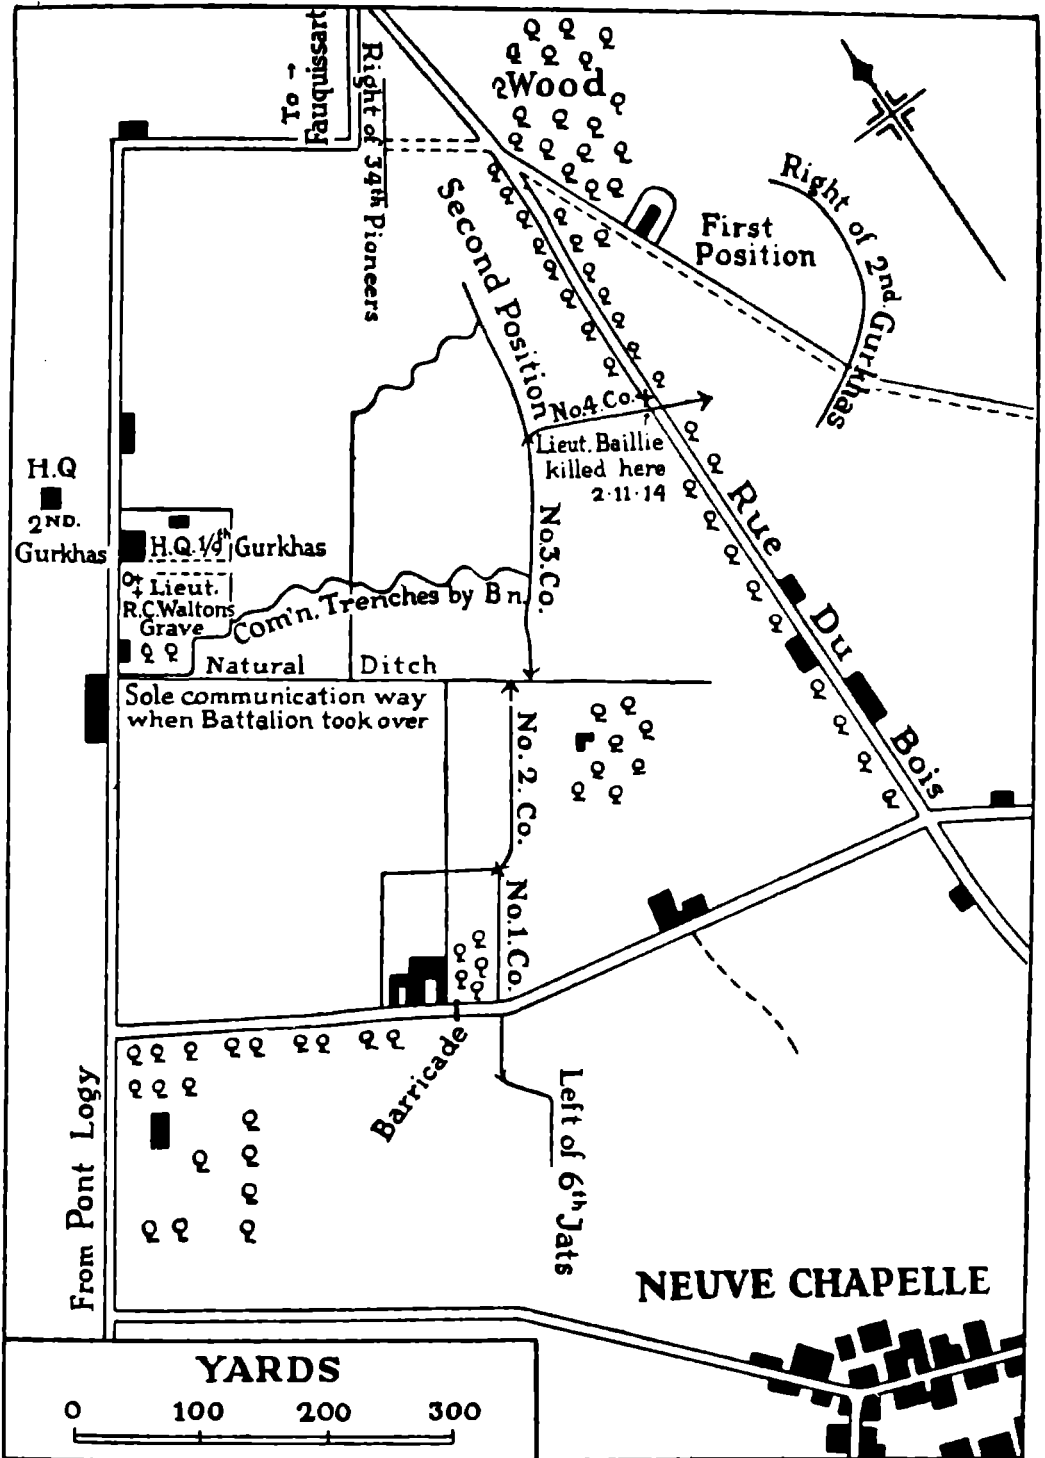 To →
Fauquissart
Right of 34th Pioneers
Wood
Second Position
First
Position
Right of 2nd. Gurkhas
No.4. Co.
Lieut. Baillie
killed here
2·11·14
H.Q
2ND.
Gurkhas
H.Q. 1/9th Gurkhas
Lieut.
R.C.Waltons
Grave
Com'n. Trenches by Bn.
No.3.Co.
Natural Ditch
Sole communication way
when Battalion took over
Rue Du Bois
No. 2. Co.
No.1.Co.
Barricade
Left of 6th Jats
From Pont Logy
NEUVE CHAPELLE
YARDS
0 100 200 300